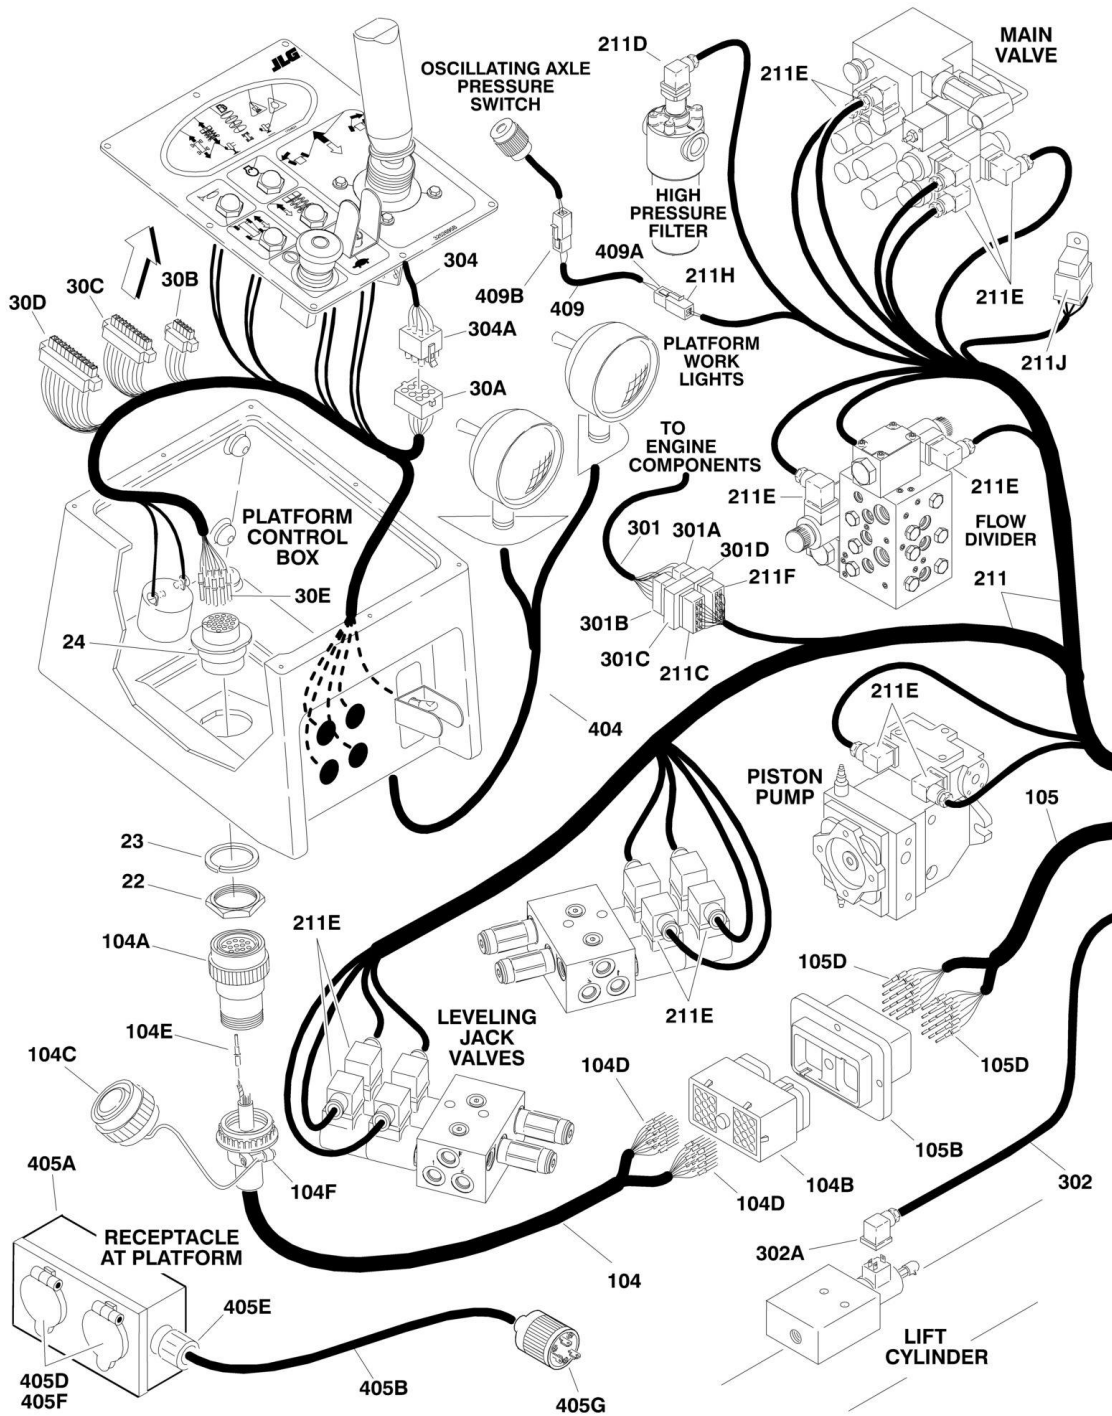 JLG
OSCILLATING AXLE
PRESSURE
SWITCH
211D
211E
MAIN
VALVE
HIGH
PRESSURE
FILTER
304
409B
409
409A
211H
211E
211J
30D
30C
30B
304A
30A
PLATFORM
WORK
LIGHTS
TO
ENGINE
COMPONENTS
211E
211E
FLOW
DIVIDER
PLATFORM
CONTROL
BOX
30E
24
301
301A
301D
211F
301B
301C
211C
211
211E
404
PISTON
PUMP
105
23
22
104A
211E
211E
105D
105D
104E
104C
LEVELING
JACK
VALVES
104D
104D
105B
104B
302
405A
104F
RECEPTACLE
AT PLATFORM
104
302A
405E
405D
405F
405B
405G
LIFT
CYLINDER